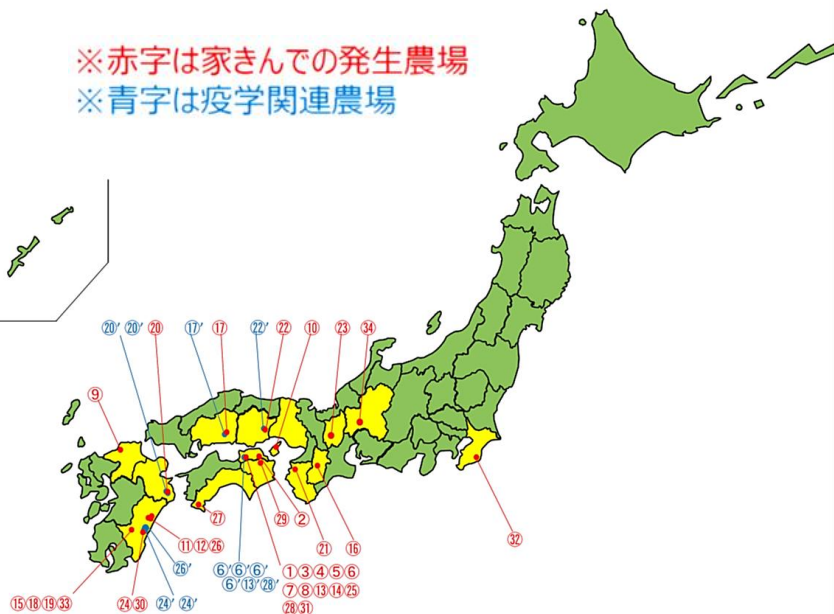 ※赤字は家きんでの発生農場
※青字は疫学関連農場
⑳′ ⑳′ ⑳ ⑰′ ⑰ ㉒′ ㉒ ⑩ ㉓ ㉞
⑨
㉗ ㉙ ② ㉜
⑪⑫㉖ ㉑ ⑯
㉖′ ⑥′⑥′⑥′ ①③④⑤⑥
⑥′⑬′㉘′ ⑦⑧⑬⑭㉕
⑮⑱⑲㉝ ㉔㉚ ㉔′ ㉔′ ㉘㉛